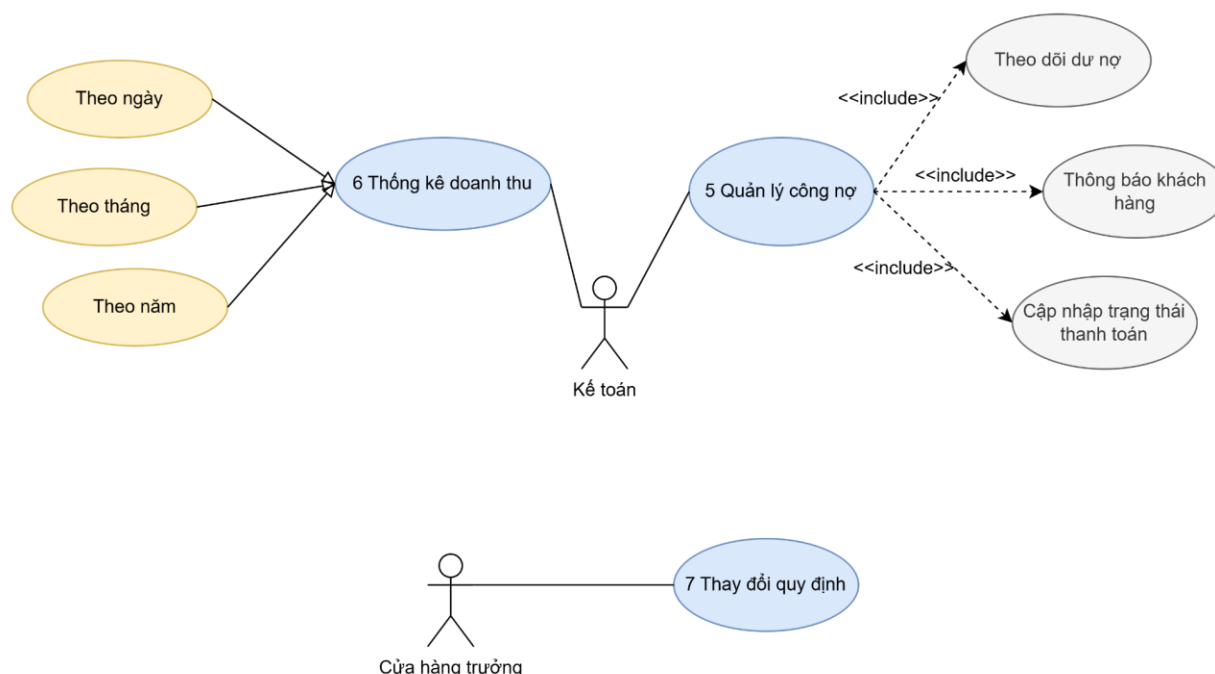 Theo dõi dư nợ
Theo ngày
<<include>>
6 Thống kê doanh thu
5 Quản lý công nợ
<<include>>
Thông báo khách
hàng
Theo tháng
<<include>>
Theo năm
Cập nhập trạng thái
thanh toán
Kế toán
7 Thay đổi quy định
Cửa hàng trưởng